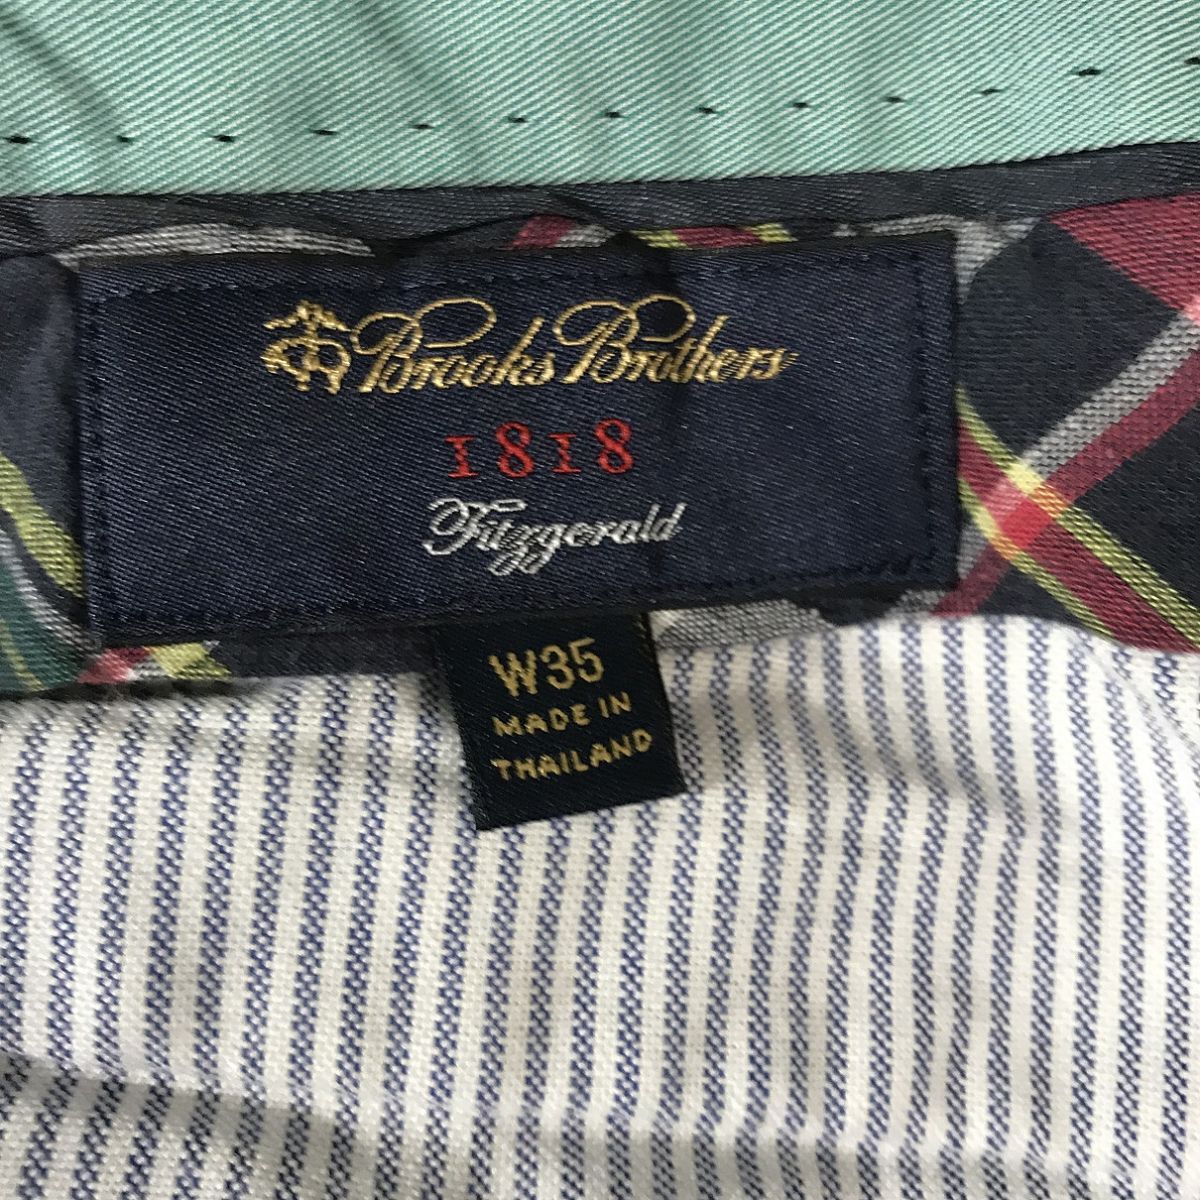 Brooks Brothers
1818
Fitzgerald
W35
MADE IN
THAILAND